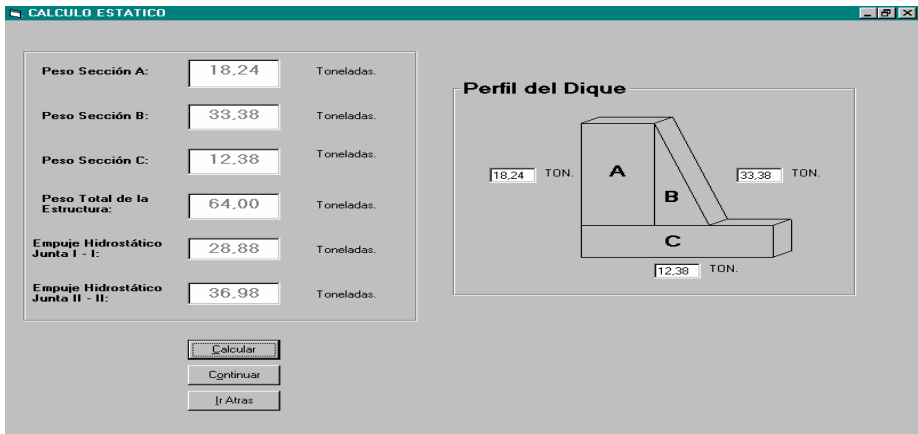 CALCULO ESTATICO
Peso Sección A: 18,24 Toneladas.
Peso Sección B: 33,38 Toneladas.
Peso Sección C: 12,38 Toneladas.
Peso Total de la
Estructura: 64,00 Toneladas.
Empuje Hidrostático
Junta I - I: 28,88 Toneladas.
Empuje Hidrostático
Junta II - II: 36,98 Toneladas.
Calcular
Continuar
Ir Atras
Perfil del Dique
18,24 TON. A 33,38 TON.
B
C
12,38 TON.